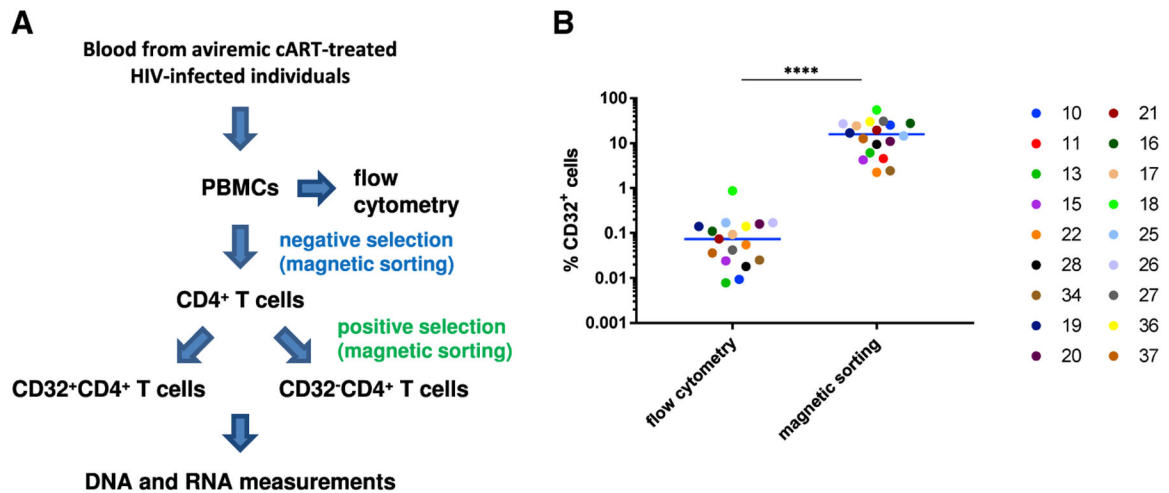 A
Blood from aviremic cART-treated
HIV-infected individuals
PBMCs
flow
cytometry
negative selection
(magnetic sorting)
CD4⁺ T cells
positive selection
(magnetic sorting)
CD32⁺CD4⁺ T cells
CD32⁻CD4⁺ T cells
DNA and RNA measurements
B
****
% CD32⁺ cells
100
10
1
0.1
0.01
0.001
flow cytometry
magnetic sorting
10 21
11 16
13 17
15 18
22 25
28 26
34 27
19 36
20 37